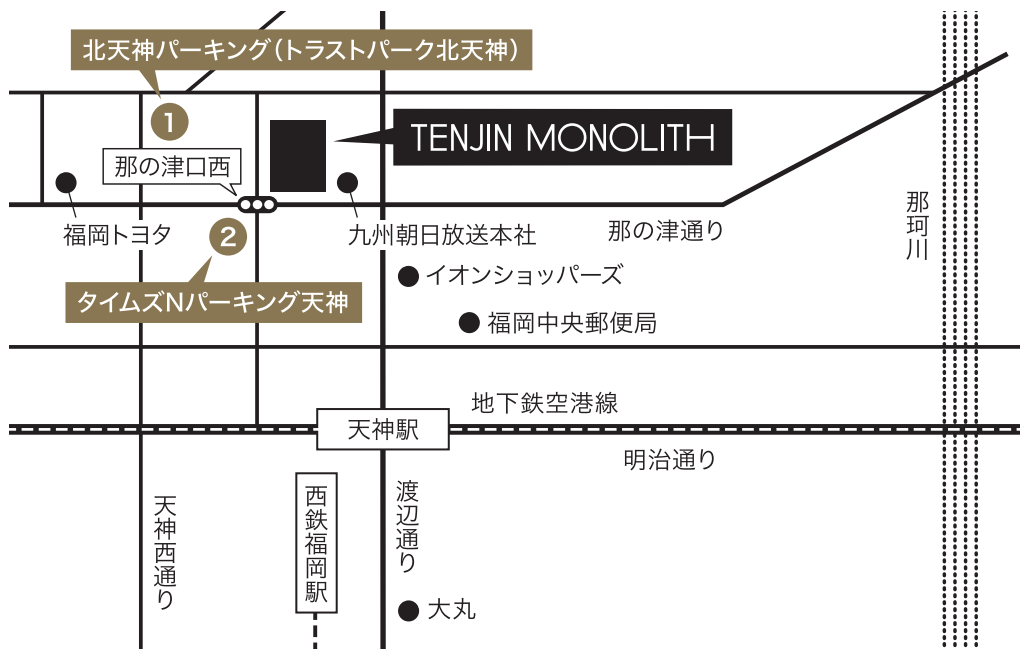 北天神パーキング(トラストパーク北天神)
1
TENJIN MONOLITH
那の津口西
福岡トヨタ
2
九州朝日放送本社
那の津通り
那珂川
タイムズNパーキング天神
イオンショッパーズ
福岡中央郵便局
地下鉄空港線
天神駅
明治通り
天神西通り
西鉄福岡駅
渡辺通り
大丸